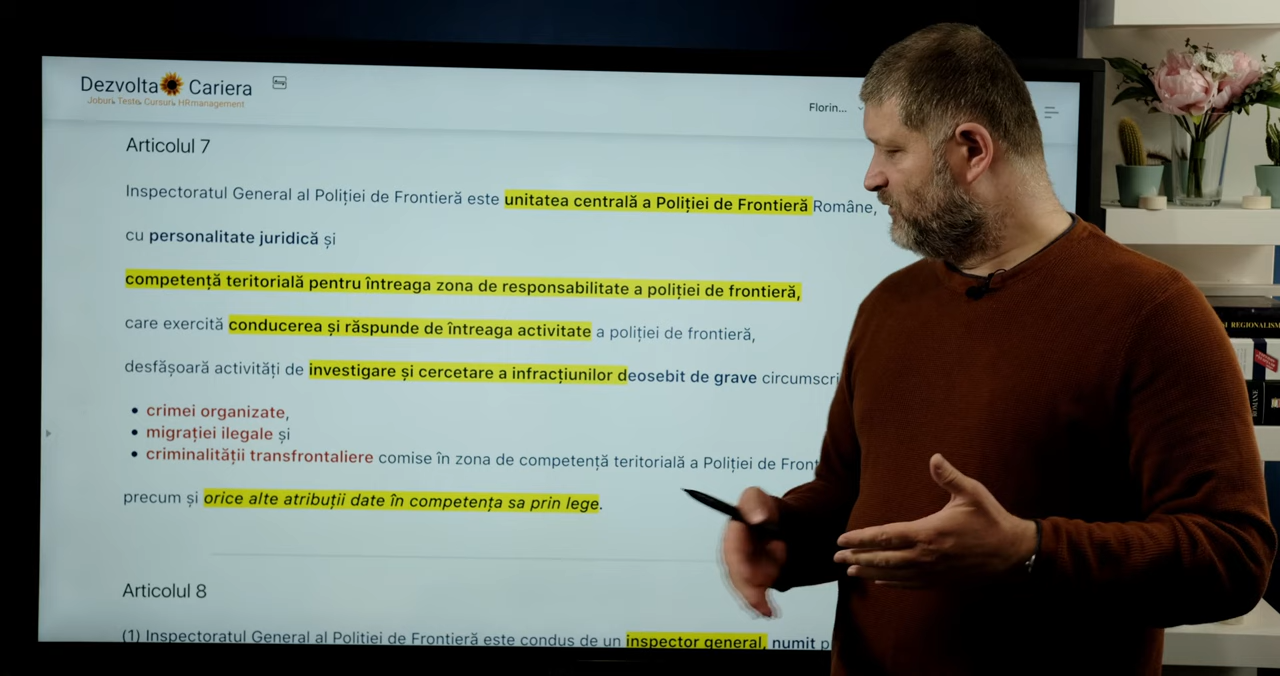 Dezvolta Cariera
Joburi, Teste, Cursuri, HRmanagement
Florin...
Articolul 7
Inspectoratul General al Poliției de Frontieră este unitatea centrală a Poliției de Frontieră Române,
cu personalitate juridică și
competență teritorială pentru întreaga zona de responsabilitate a poliției de frontieră,
care exercită conducerea și răspunde de întreaga activitate a poliției de frontieră,
desfășoară activități de investigare și cercetare a infracțiunilor deosebit de grave circumscri
• crimei organizate,
• migrației ilegale și
• criminalității transfrontaliere comise în zona de competență teritorială a Poliției de Front
precum și orice alte atribuții date în competența sa prin lege.
Articolul 8
(1) Inspectoratul General al Poliției de Frontieră este condus de un inspector general, numit p
REGIONALISM